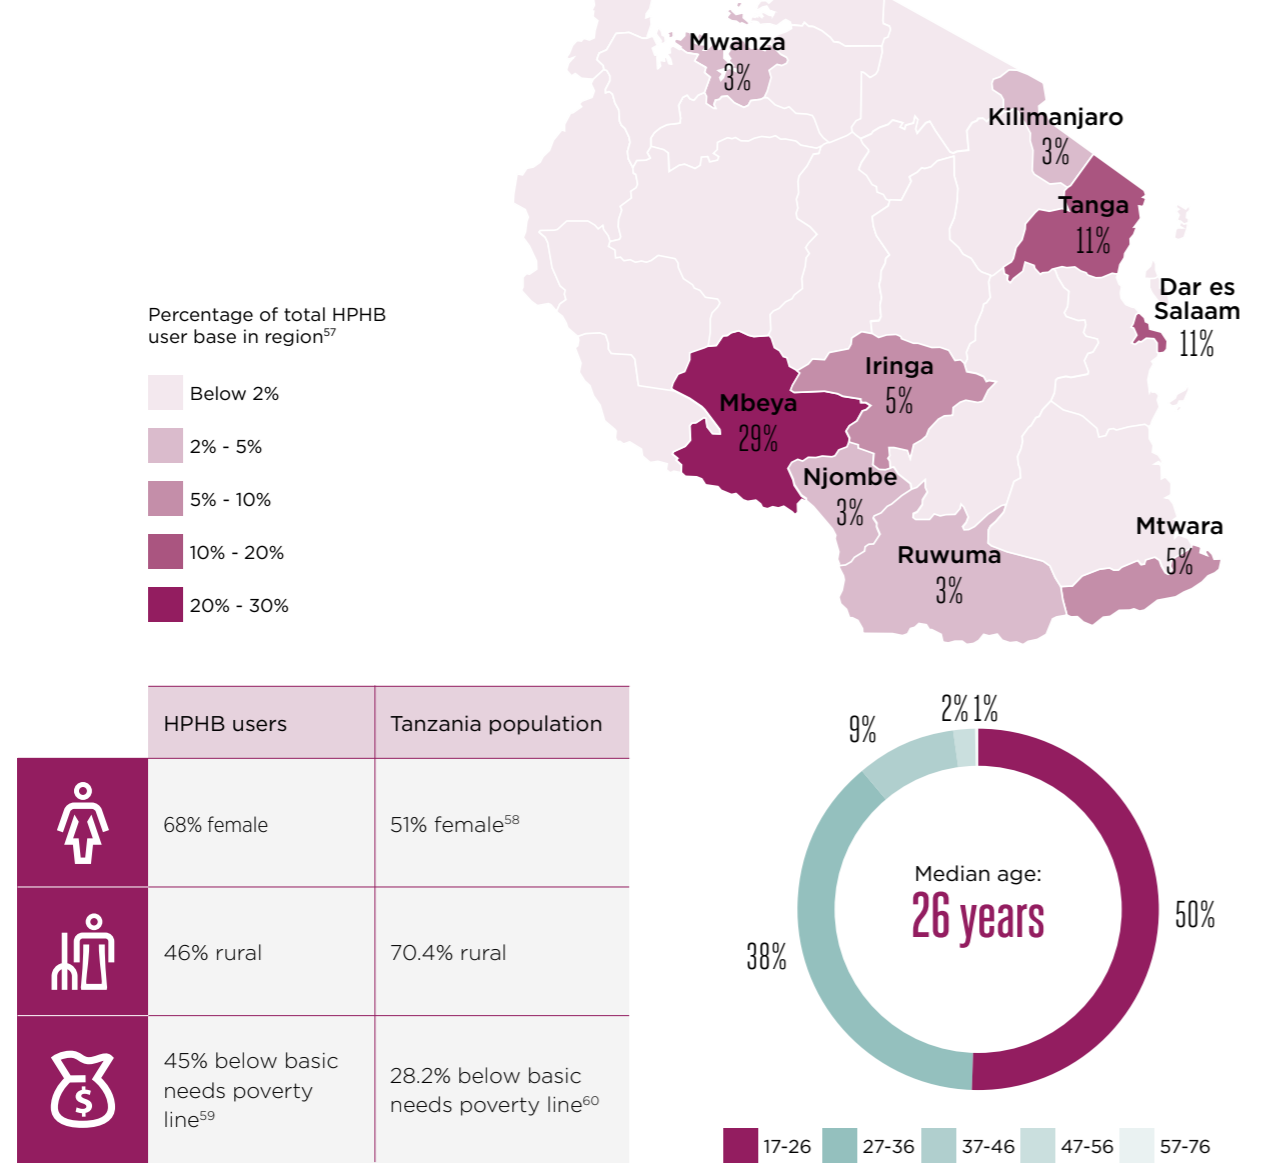 Mwanza
3%
Kilimanjaro
3%
Tanga
11%
Dar es
Salaam
11%
Percentage of total HPHB
user base in region57
Below 2%
2% - 5%
5% - 10%
10% - 20%
20% - 30%
Iringa
5%
Mbeya
29%
Njombe
3%
Ruwuma
3%
Mtwara
5%
HPHB users
Tanzania population
68% female
51% female58
46% rural
70.4% rural
45% below basic
needs poverty
line59
28.2% below basic
needs poverty line60
$
2% 1%
9%
38%
50%
Median age:
26 years
17-26
27-36
37-46
47-56
57-76